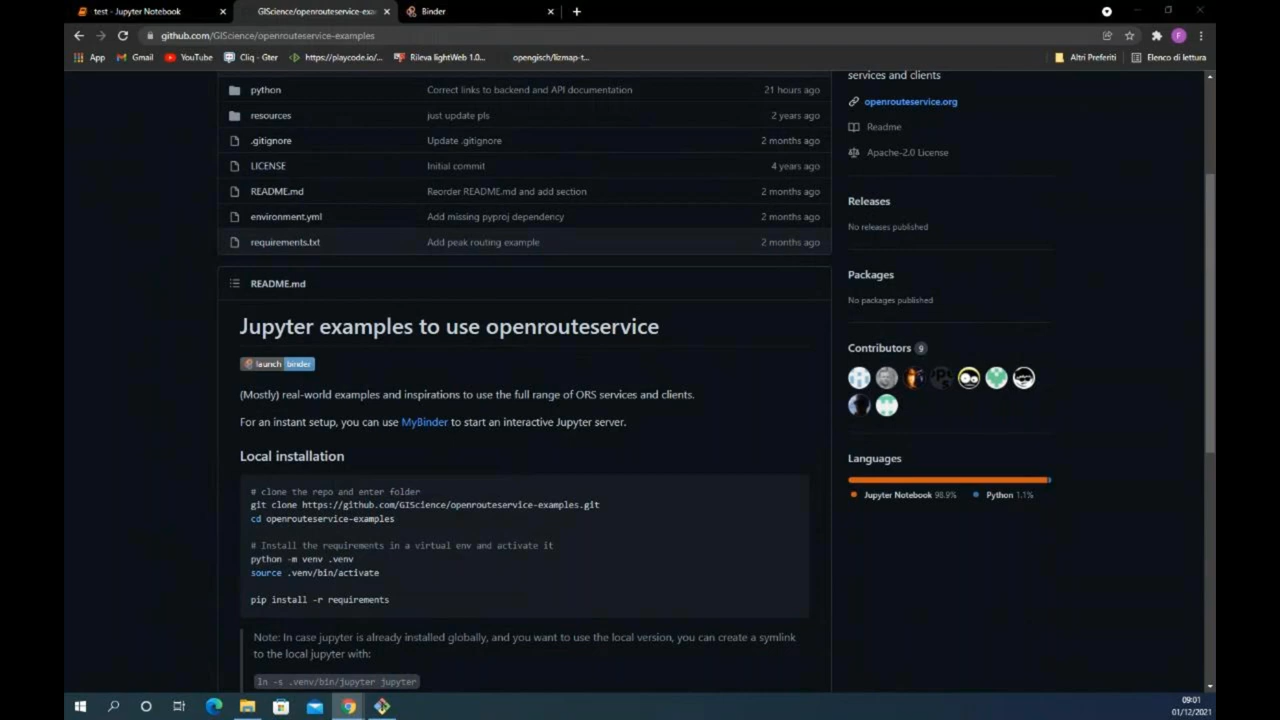 test - Jupyter Notebook
GIScience/openrouteservice-exa
Binder
github.com/GIScience/openrouteservice-examples
App
Gmail
YouTube
Cliq - Gter
https://playcode.io/...
Rileva lightWeb 1.0...
opengisch/lizmap-t...
Altri Preferiti
Elenco di lettura
python Correct links to backend and API documentation 21 hours ago
resources just update pls 2 years ago
.gitignore Update .gitignore 2 months ago
LICENSE Initial commit 4 years ago
README.md Reorder README.md and add section 2 months ago
environment.yml Add missing pyproj dependency 2 months ago
requirements.txt Add peak routing example 2 months ago
README.md
Jupyter examples to use openrouteservice
launch binder
(Mostly) real-world examples and inspirations to use the full range of ORS services and clients.
For an instant setup, you can use MyBinder to start an interactive Jupyter server.
Local installation
# clone the repo and enter folder
git clone https://github.com/GIScience/openrouteservice-examples.git
cd openrouteservice-examples
# Install the requirements in a virtual env and activate it
python -m venv .venv
source .venv/bin/activate
pip install -r requirements
Note: In case jupyter is already installed globally, and you want to use the local version, you can create a symlink
to the local jupyter with:
ln -s .venv/bin/jupyter jupyter
services and clients
openrouteservice.org
Readme
Apache-2.0 License
Releases
No releases published
Packages
No packages published
Contributors 9
Languages
Jupyter Notebook 98.9% Python 1.1%
09:01
01/12/2021